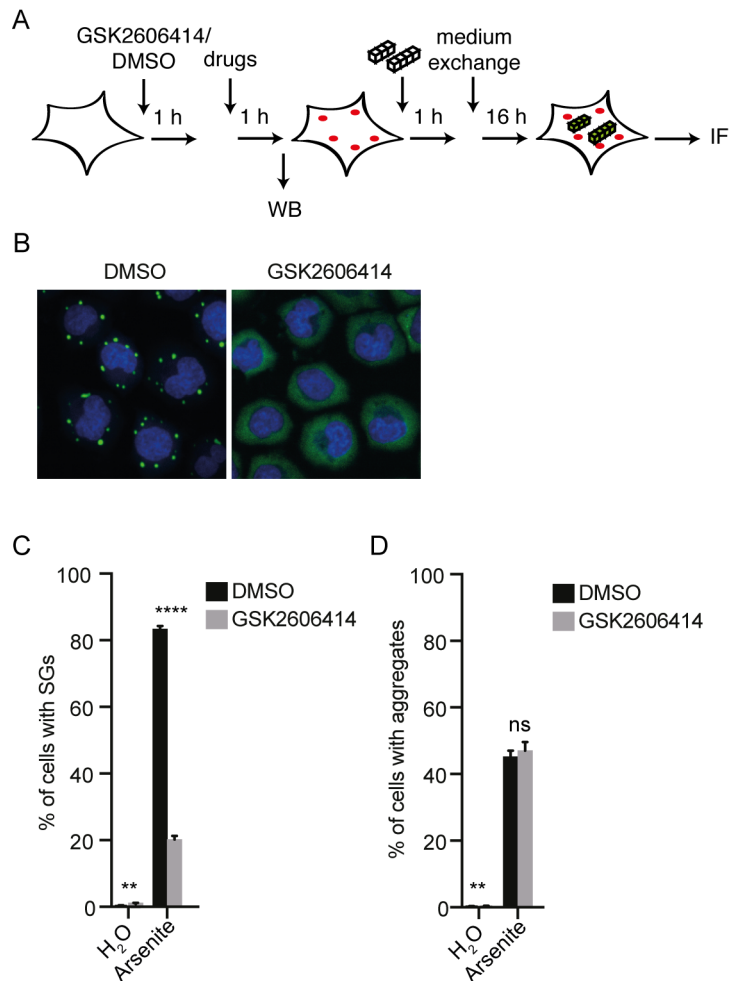 A
GSK2606414/
DMSO
drugs
medium
exchange
1 h
1 h
1 h
16 h
IF
WB
B
DMSO
GSK2606414
C
% of cells with SGs
100
80
60
40
20
0
****
**
DMSO
GSK2606414
H₂O
Arsenite
D
% of cells with aggregates
100
80
60
40
20
0
ns
**
DMSO
GSK2606414
H₂O
Arsenite